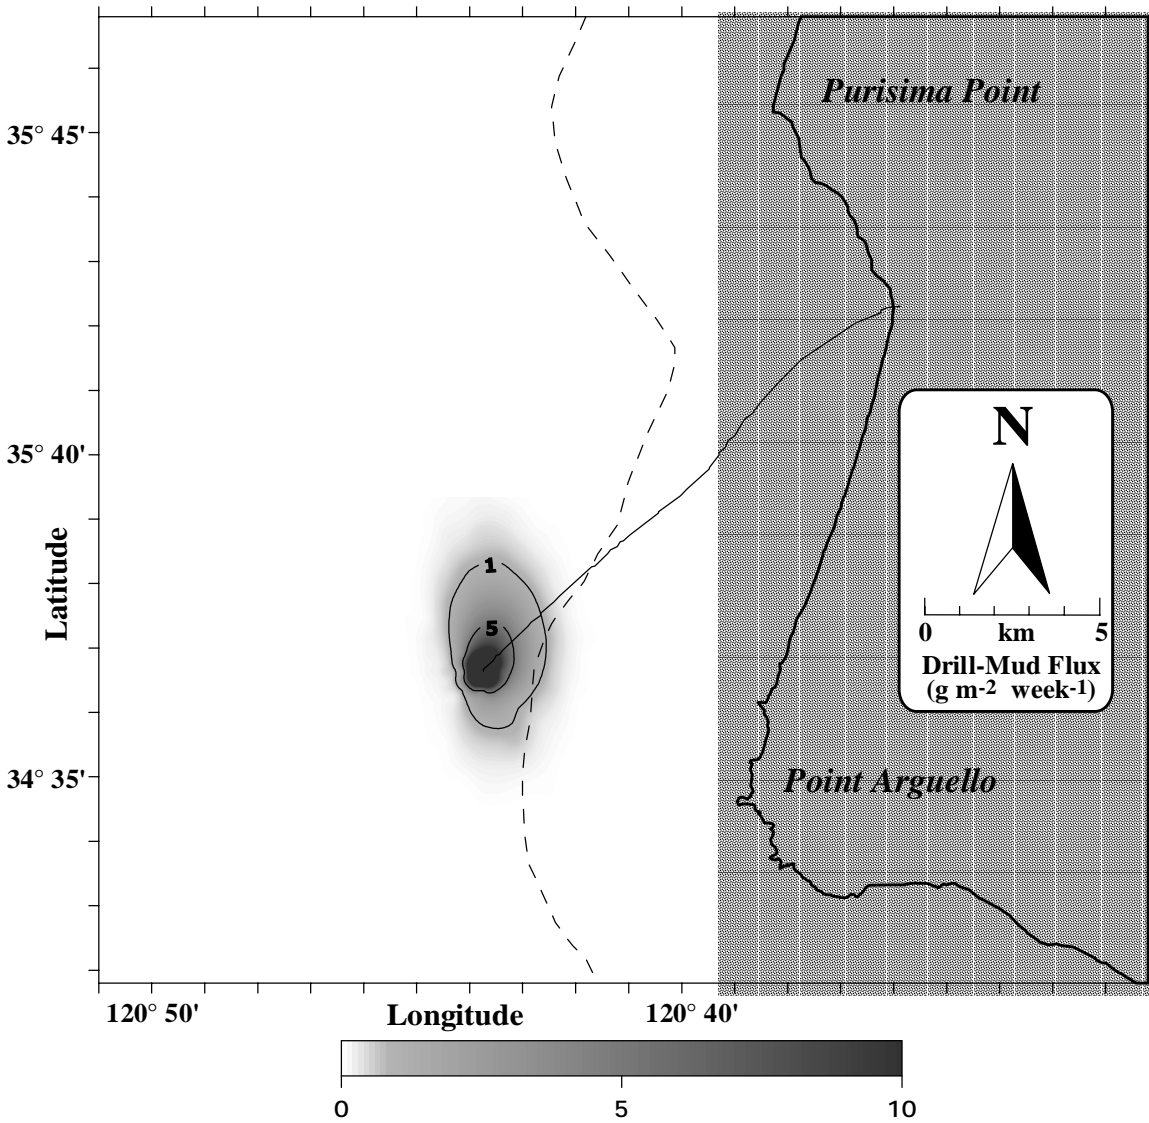 Purisima Point
35° 45'
35° 40'
N
Latitude
1
5
0 km 5
Drill-Mud Flux
(g m-2 week-1)
34° 35'
Point Arguello
120° 50'
Longitude
120° 40'
0 5 10